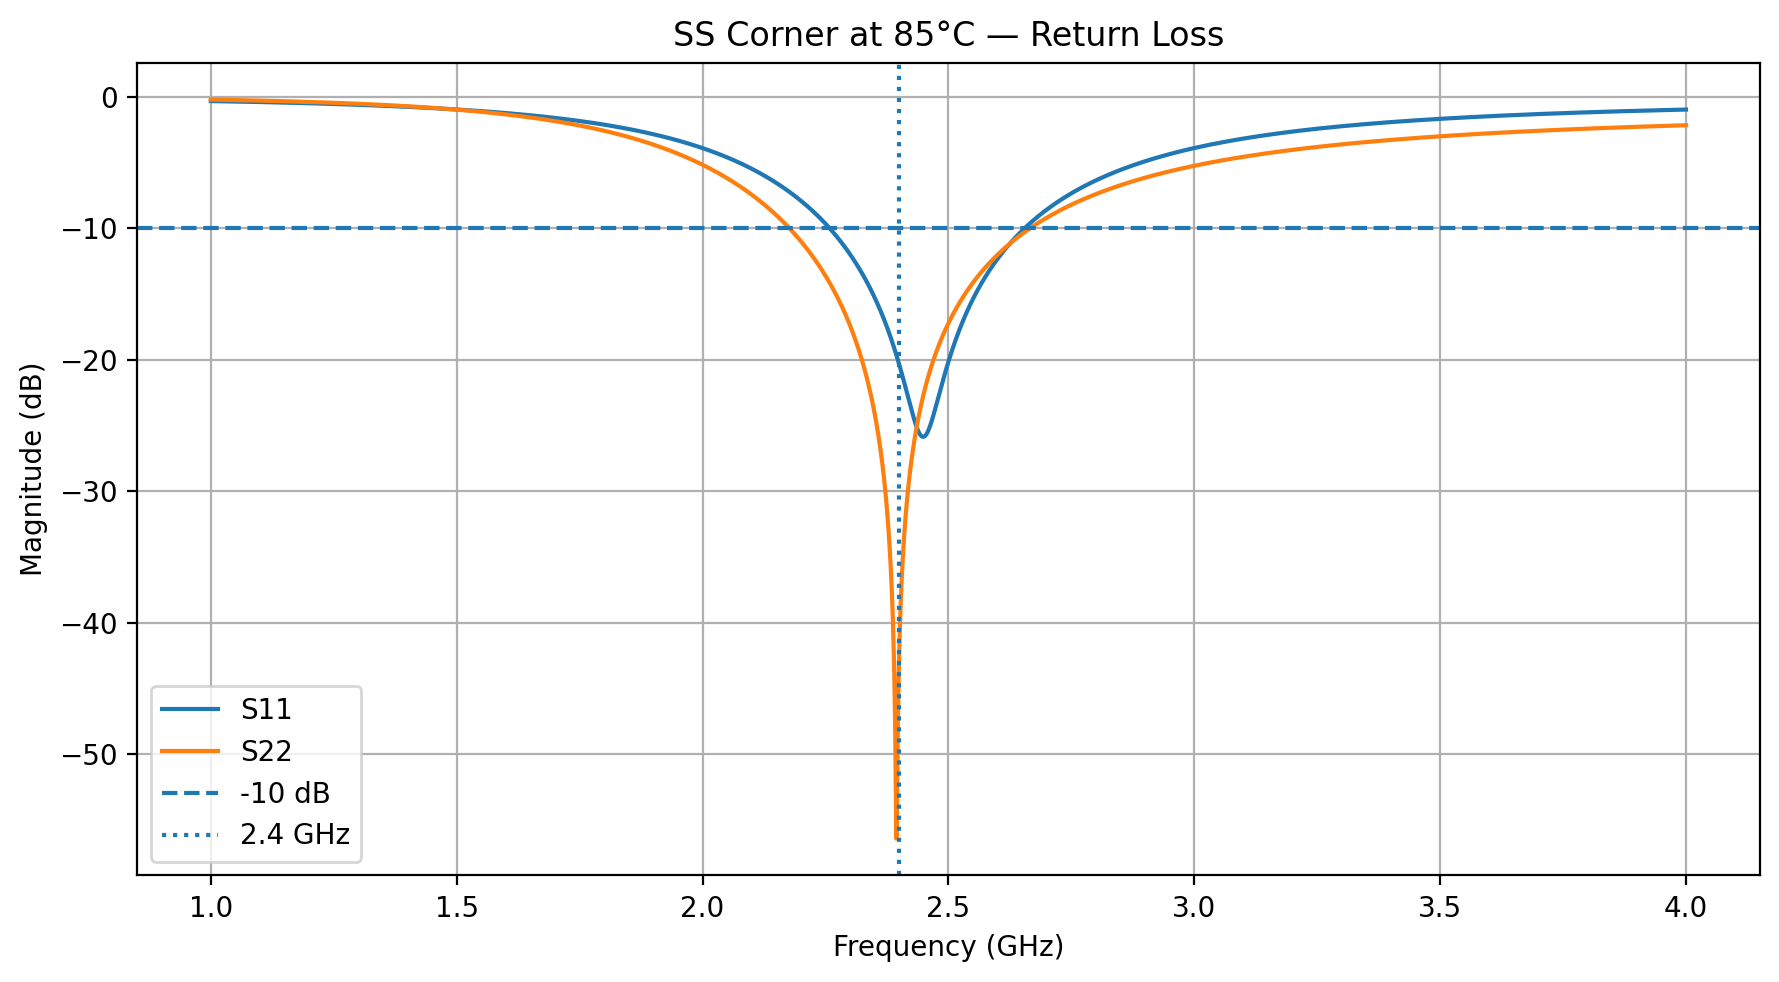 SS Corner at 85°C — Return Loss
Magnitude (dB)
0
−10
−20
−30
−40
−50
S11
S22
-10 dB
2.4 GHz
1.0 1.5 2.0 2.5 3.0 3.5 4.0
Frequency (GHz)